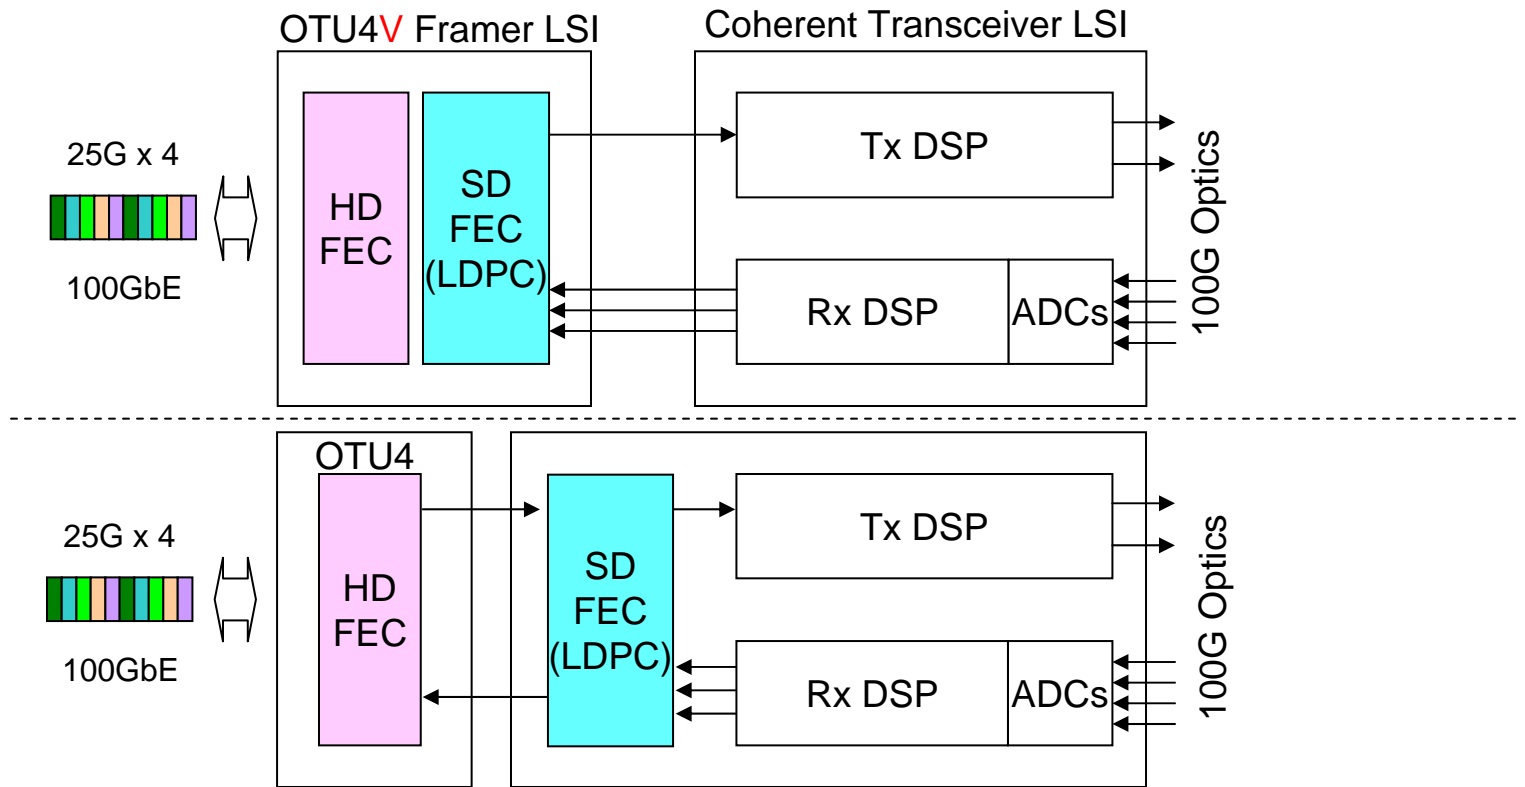 OTU4V Framer LSI
Coherent Transceiver LSI
25G x 4
100GbE
HD
FEC
SD
FEC
(LDPC)
Tx DSP
Rx DSP
ADCs
100G Optics
OTU4
25G x 4
100GbE
HD
FEC
SD
FEC
(LDPC)
Tx DSP
Rx DSP
ADCs
100G Optics